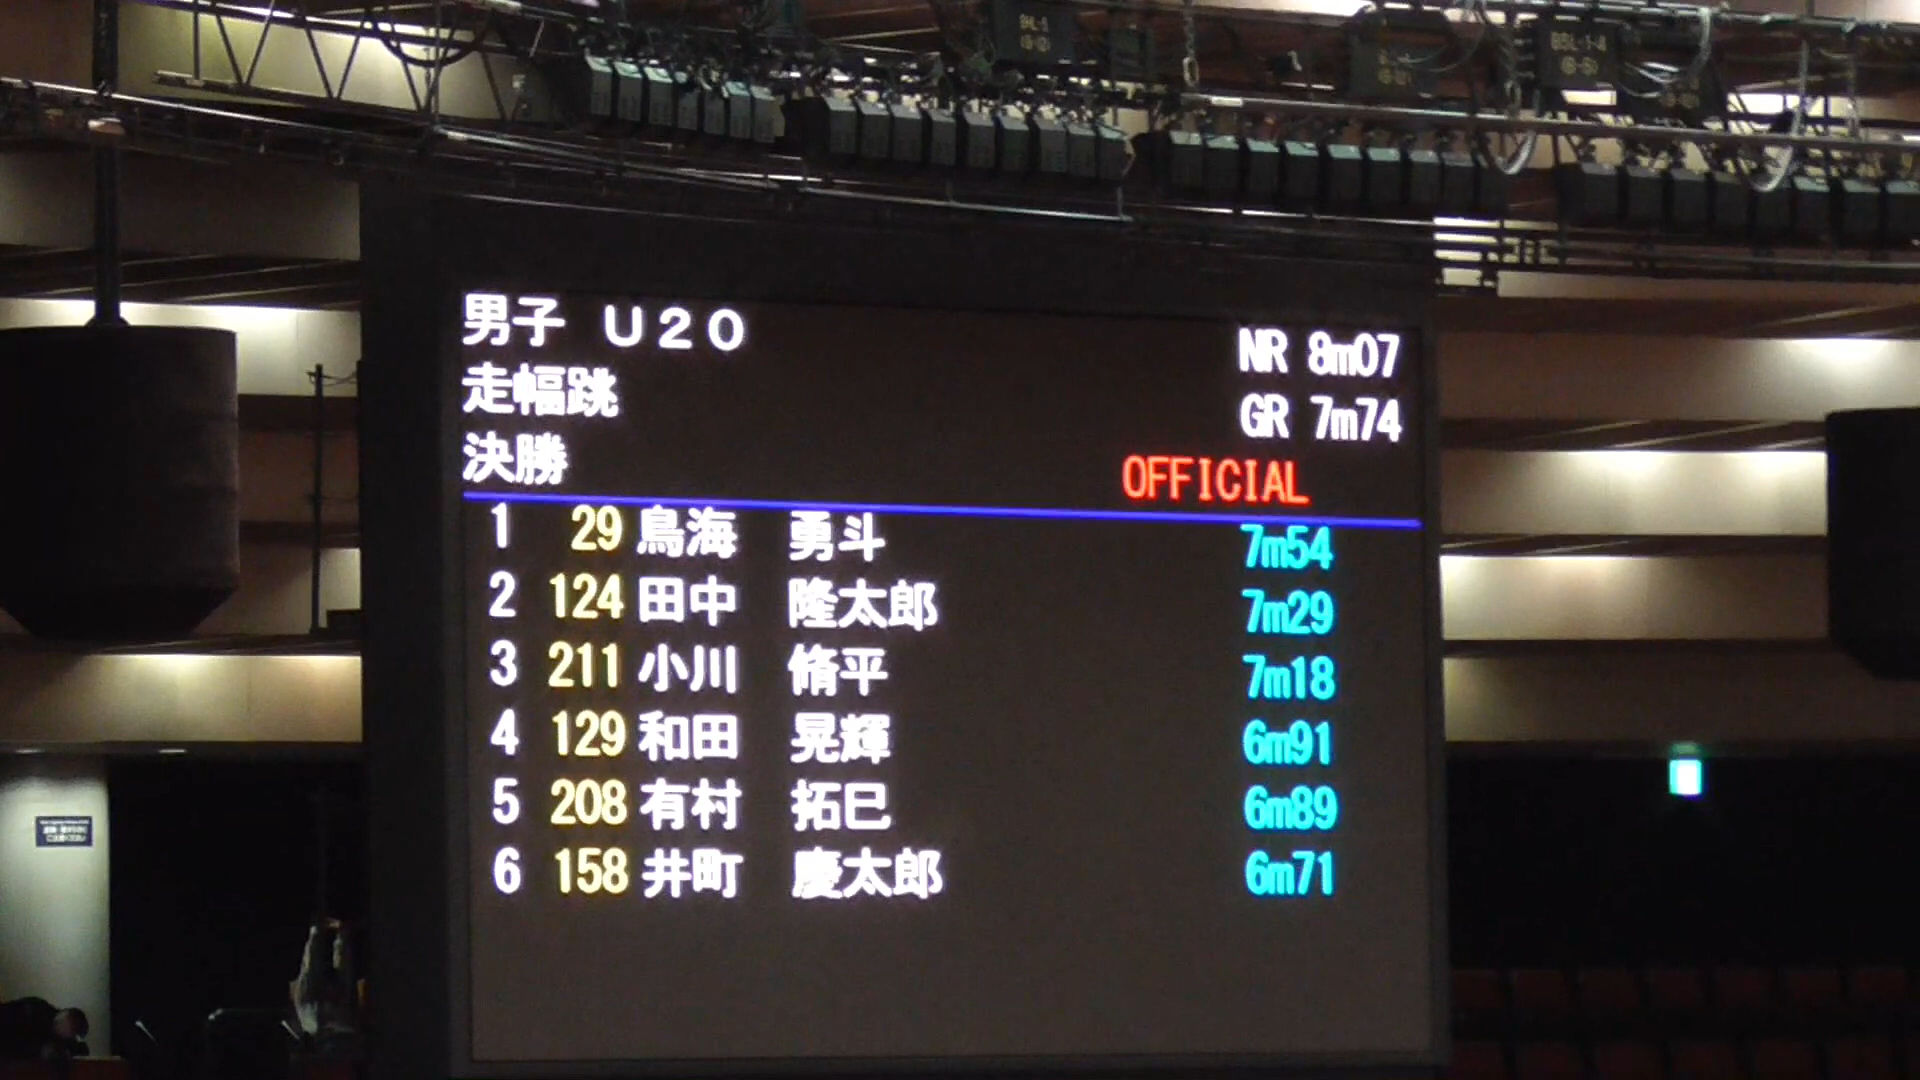 男子 U20
NR 8m07
走幅跳
GR 7m74
決勝
OFFICIAL
1 29 鳥海 勇斗 7m54
2 124 田中 隆太郎 7m29
3 211 小川 脩平 7m18
4 129 和田 晃輝 6m91
5 208 有村 拓巳 6m89
6 158 井町 慶太郎 6m71